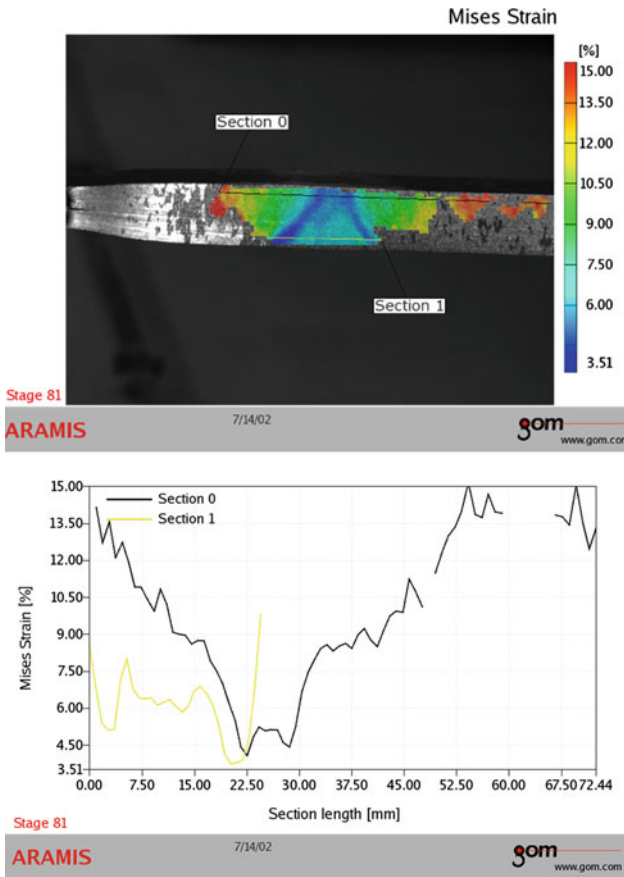 Mises Strain
[%]
15.00
13.50
12.00
10.50
9.00
7.50
6.00
3.51
Section 0
Section 1
Stage 81
ARAMIS
7/14/02
gom
www.gom.com
15.00
13.50
12.00
10.50
9.00
7.50
6.00
4.50
3.51
Mises Strain [%]
Section 0
Section 1
0.00 7.50 15.00 22.50 30.00 37.50 45.00 52.50 60.00 67.50 72.44
Section length [mm]
Stage 81
ARAMIS
7/14/02
gom
www.gom.com